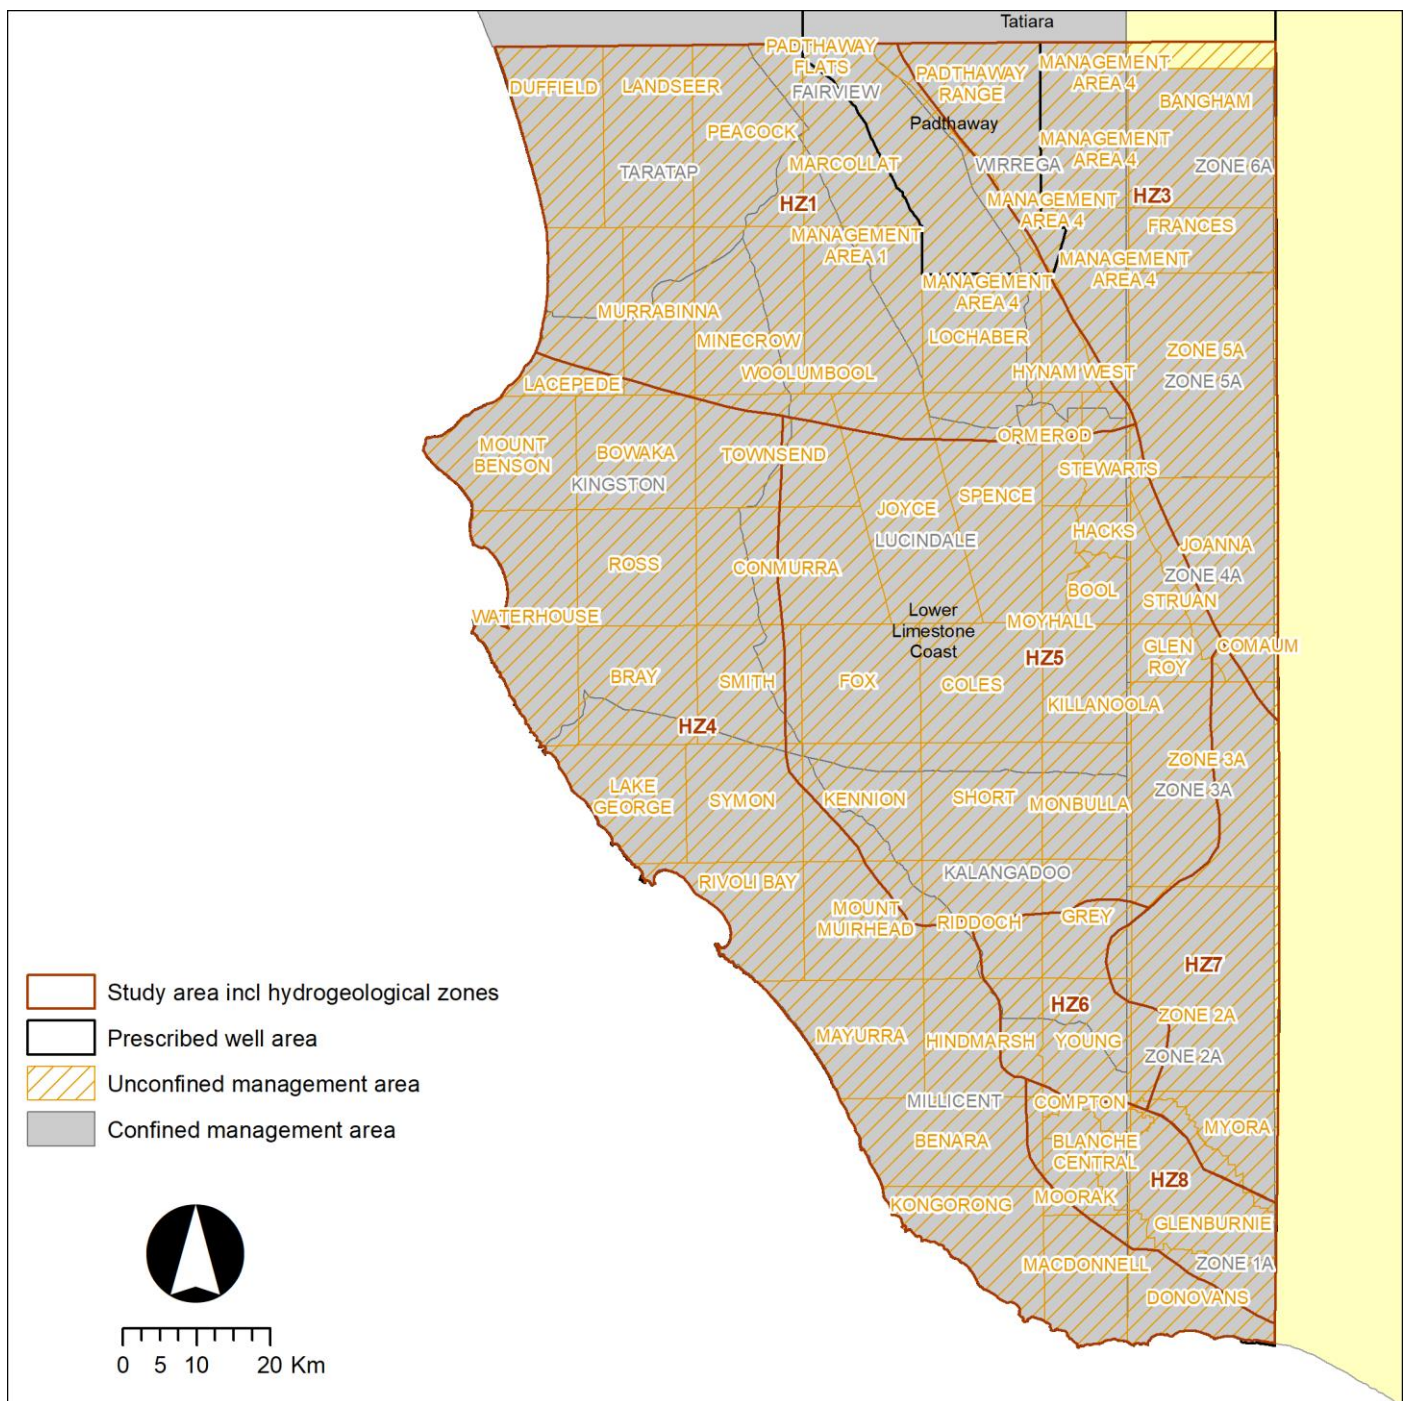 Tatiara
PADTHAWAY
FLATS
FAIRVIEW
DUFFIELD
LANDSEER
PADTHAWAY
RANGE
MANAGEMENT
AREA 4
BANGHAM
PEACOCK
Padthaway
MARCOLLAT
WIRREGA
MANAGEMENT
AREA 4
ZONE 6A
TARATAP
HZ1
MANAGEMENT
AREA 4
HZ3
MANAGEMENT
AREA 1
FRANCES
MANAGEMENT
AREA 4
MANAGEMENT
AREA 4
MURRABINNA
MINECROW
LOCHABER
ZONE 5A
ZONE 5A
LACEPEDE
WOOLUMBOOL
HYNAM WEST
MOUNT
BENSON
BOWAKA
KINGSTON
TOWNSEND
ORMEROD
STEWARTS
JOYCE
SPENCE
LUCINDALE
HACKS
JOANNA
ZONE 4A
ROSS
CONMURRA
BOOL
STRUAN
WATERHOUSE
Lower
Limestone
Coast
MOYHALL
HZ5
GLEN
ROY
COMAUM
BRAY
SMITH
FOX
COLES
KILLANOOLA
HZ4
ZONE 3A
ZONE 3A
LAKE
GEORGE
SYMON
KENNION
SHORT
MONBULLA
RIVOLI BAY
KALANGADOO
MOUNT
MUIRHEAD
RIDDOCH
GREY
HZ7
HZ6
ZONE 2A
ZONE 2A
MAYURRA
HINDMARSH
YOUNG
MILLICENT
COMPTON
MYORA
BENARA
BLANCHE
CENTRAL
HZ8
KONGORONG
MOORAK
GLENBURNIE
MACDONNELL
ZONE 1A
DONOVANS
Study area incl hydrogeological zones
Prescribed well area
Unconfined management area
Confined management area
0 5 10 20 Km